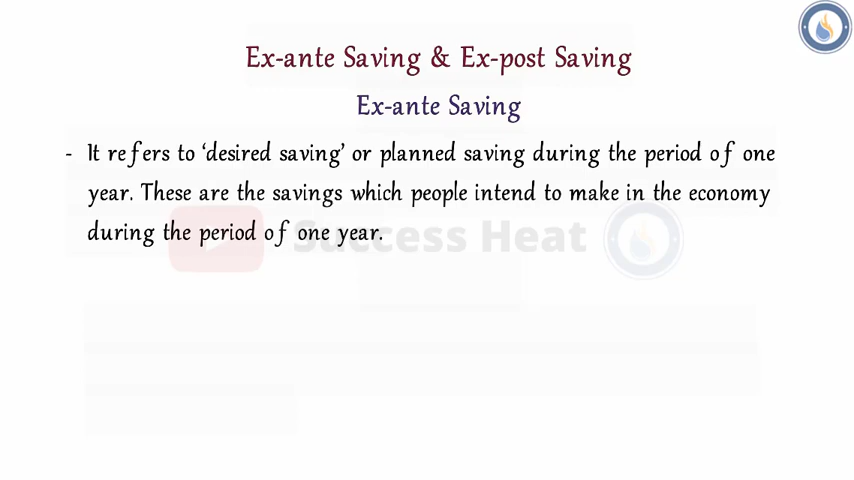 Ex-ante Saving & Ex-post Saving
Ex-ante Saving
- It refers to ‘desired saving’ or planned saving during the period of one
year. These are the savings which people intend to make in the economy
during the period of one year.
Success Heat